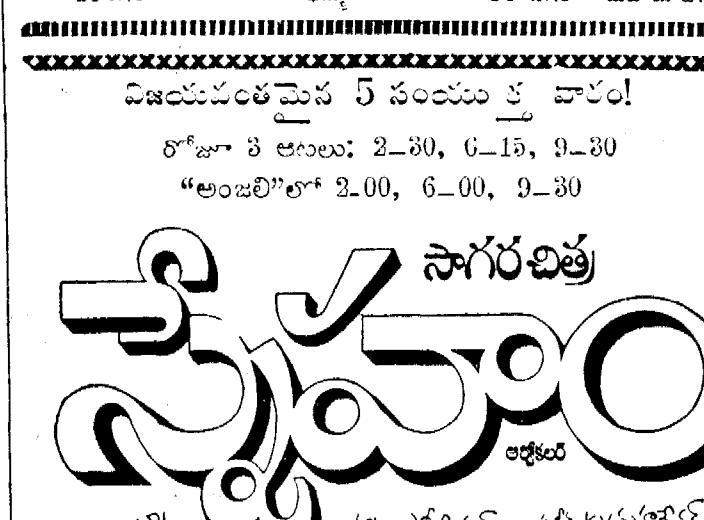 విజయవంతమైన 5 సంయుక్త వారం!
రోజూ 3 ఆటలు: 2–30, 6–15, 9–30
“అంజలి”లో 2-00, 6–00, 9–30
సాగరచిత్ర
స్నేహం
ఆర్వోకలర్